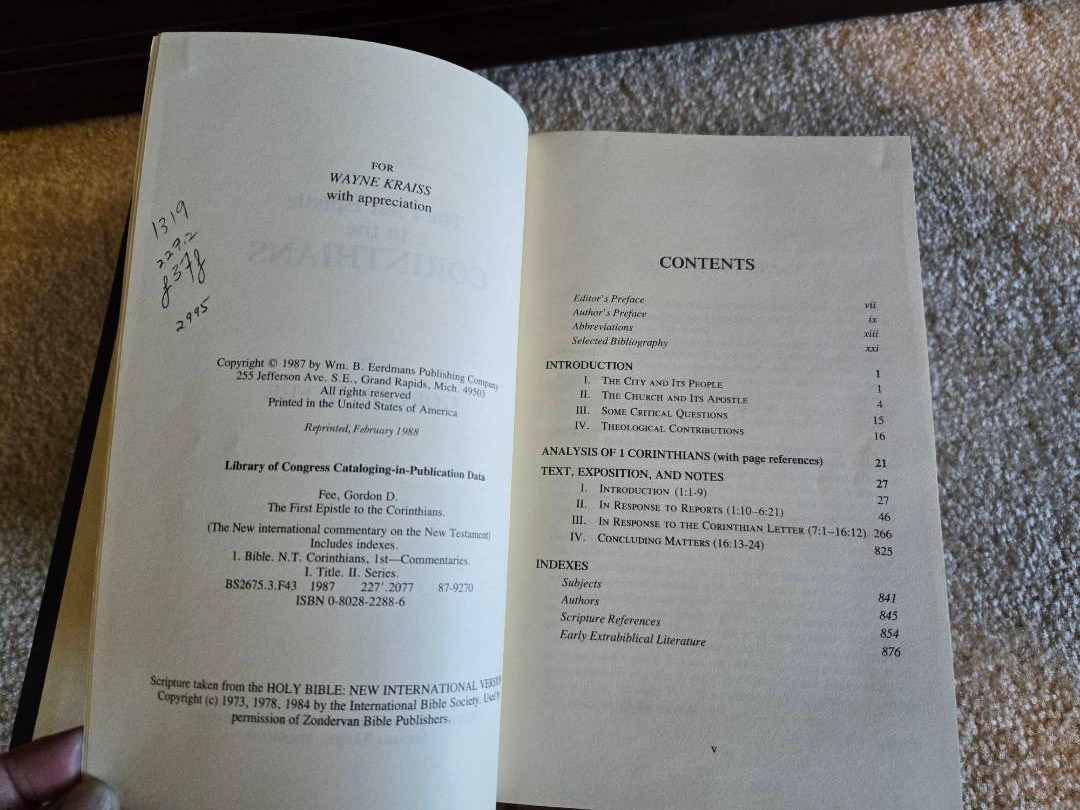 FOR
WAYNE KRAISS
with appreciation
1319
227.2
f37f
2995
Copyright © 1987 by Wm. B. Eerdmans Publishing Company
255 Jefferson Ave. S.E., Grand Rapids, Mich. 49503
All rights reserved
Printed in the United States of America
Reprinted, February 1988
Library of Congress Cataloging-in-Publication Data
Fee, Gordon D.
The First Epistle to the Corinthians.
(The New international commentary on the New Testament)
Includes indexes.
1. Bible. N.T. Corinthians, 1st—Commentaries.
I. Title. II. Series.
BS2675.3.F43 1987 227'.2077 87-9270
ISBN 0-8028-2288-6
Scripture taken from the HOLY BIBLE: NEW INTERNATIONAL
Copyright (c) 1973, 1978, 1984 by the International Bible Society. Used
permission of Zondervan Bible Publishers.
CONTENTS
Editor's Preface vii
Author's Preface ix
Abbreviations xiii
Selected Bibliography xxi
INTRODUCTION 1
I. THE CITY AND ITS PEOPLE 1
II. THE CHURCH AND ITS APOSTLE 4
III. SOME CRITICAL QUESTIONS 15
IV. THEOLOGICAL CONTRIBUTIONS 16
ANALYSIS OF 1 CORINTHIANS (with page references) 21
TEXT, EXPOSITION, AND NOTES 27
I. INTRODUCTION (1:1-9) 27
II. IN RESPONSE TO REPORTS (1:10–6:21) 46
III. IN RESPONSE TO THE CORINTHIAN LETTER (7:1–16:12) 266
IV. CONCLUDING MATTERS (16:13-24) 825
INDEXES
Subjects 841
Authors 845
Scripture References 854
Early Extrabiblical Literature 876
v